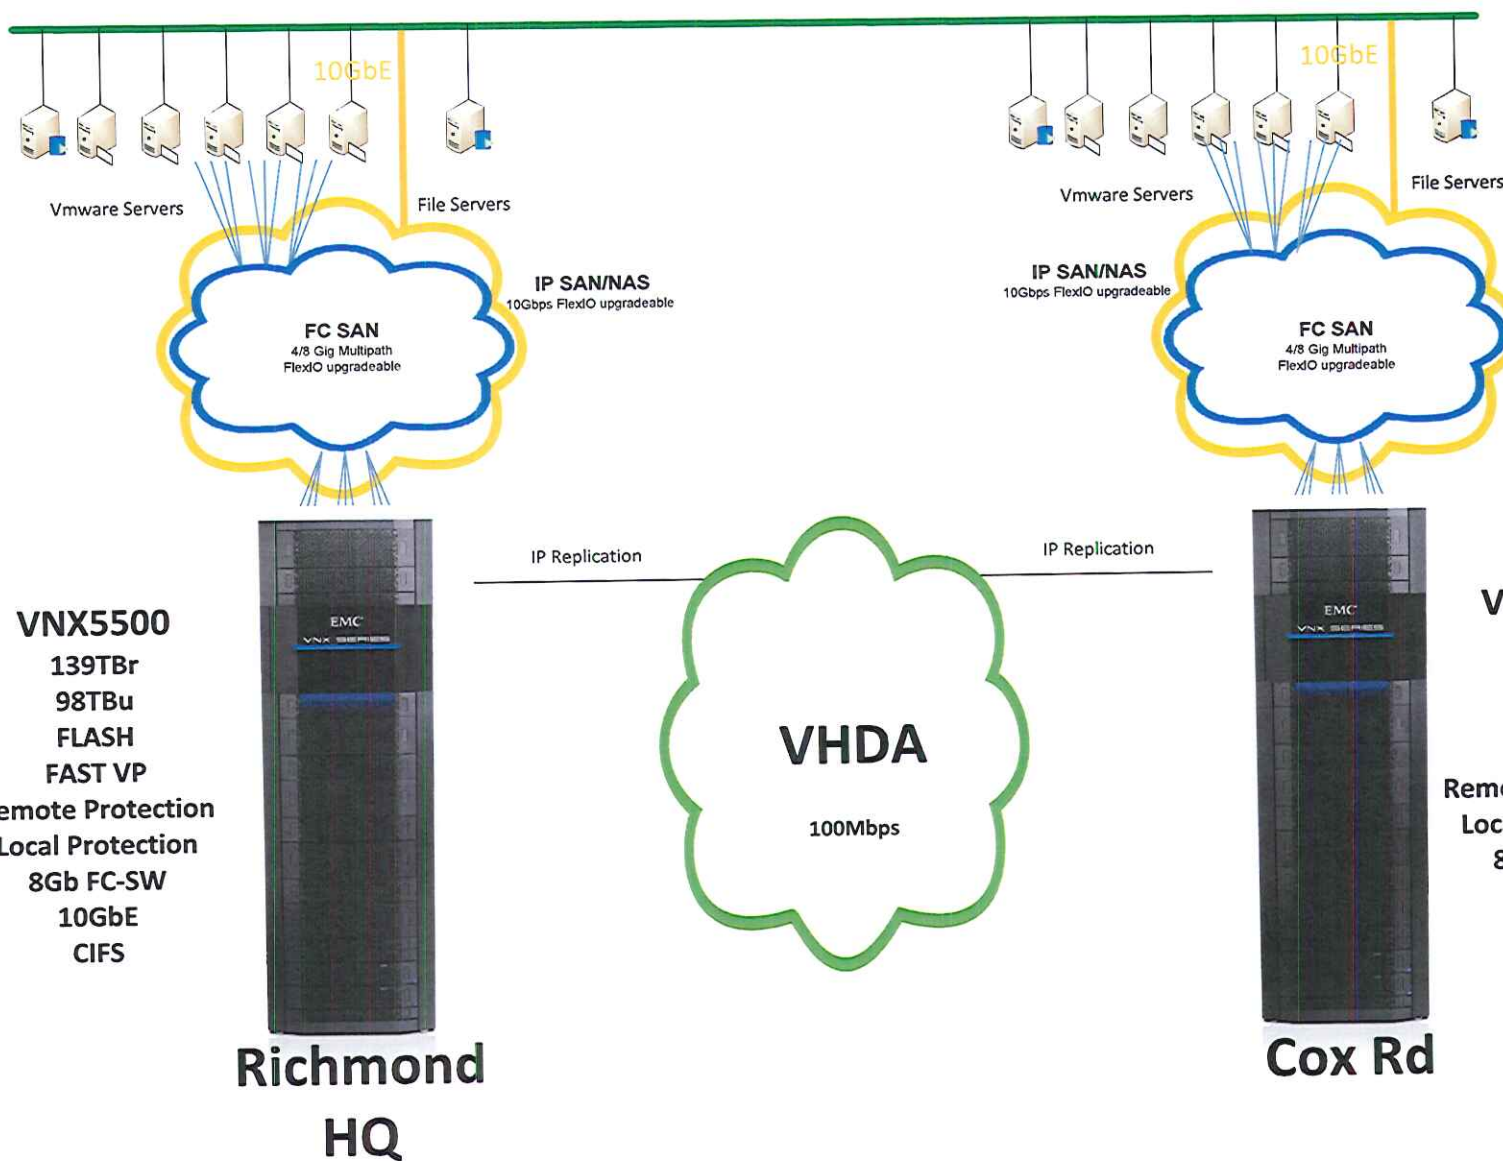 10GbE
10GbE
Vmware Servers
File Servers
Vmware Servers
File Servers
IP SAN/NAS
10Gbps FlexIO upgradeable
IP SAN/NAS
10Gbps FlexIO upgradeable
FC SAN
4/8 Gig Multipath
FlexIO upgradeable
FC SAN
4/8 Gig Multipath
FlexIO upgradeable
IP Replication
IP Replication
VNX5500
139TBr
98TBu
FLASH
FAST VP
emote Protection
Local Protection
8Gb FC-SW
10GbE
CIFS
EMC
VNX SERIES
VHDA
100Mbps
EMC
VNX SERIES
V
Remo
Loc
8
Richmond
HQ
Cox Rd